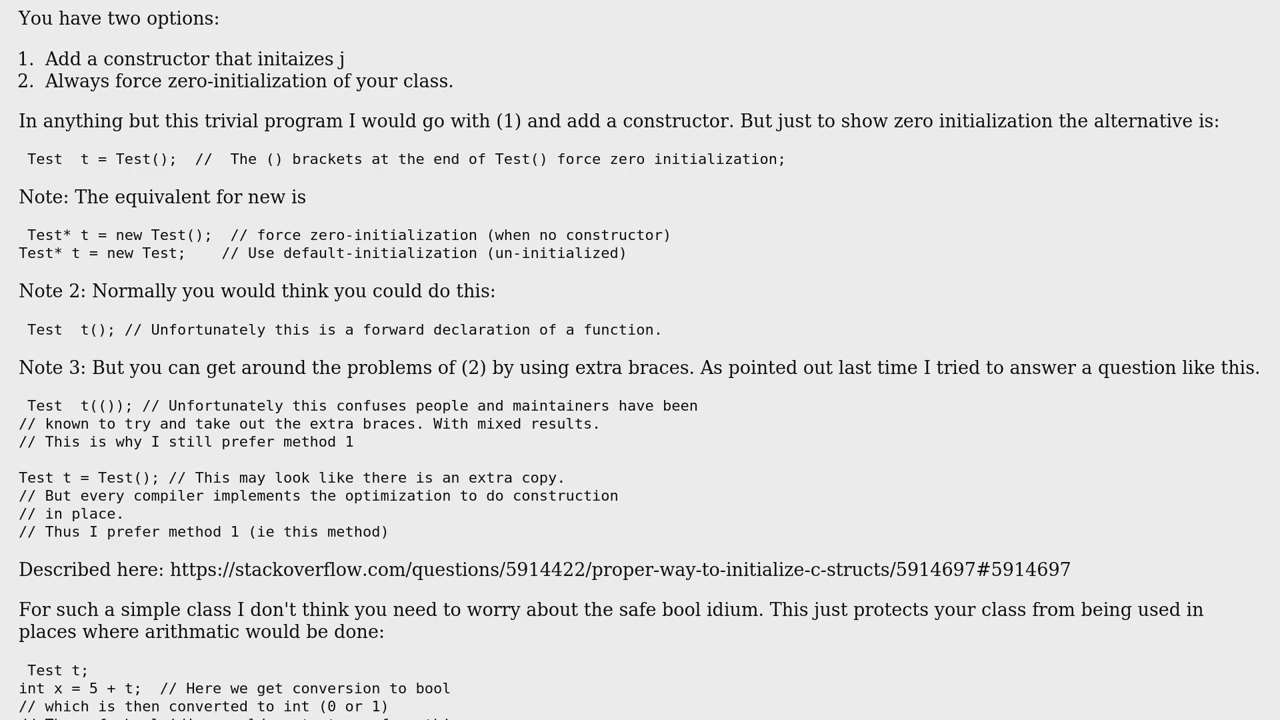 You have two options:
1. Add a constructor that initaizes j
2. Always force zero-initialization of your class.
In anything but this trivial program I would go with (1) and add a constructor. But just to show zero initialization the alternative is:
Test  t = Test();  //  The () brackets at the end of Test() force zero initialization;
Note: The equivalent for new is
Test* t = new Test();  // force zero-initialization (when no constructor)
Test* t = new Test;    // Use default-initialization (un-initialized)
Note 2: Normally you would think you could do this:
Test  t(); // Unfortunately this is a forward declaration of a function.
Note 3: But you can get around the problems of (2) by using extra braces. As pointed out last time I tried to answer a question like this.
Test  t(()); // Unfortunately this confuses people and maintainers have been
// known to try and take out the extra braces. With mixed results.
// This is why I still prefer method 1
Test t = Test(); // This may look like there is an extra copy.
// But every compiler implements the optimization to do construction
// in place.
// Thus I prefer method 1 (ie this method)
Described here: https://stackoverflow.com/questions/5914422/proper-way-to-initialize-c-structs/5914697#5914697
For such a simple class I don't think you need to worry about the safe bool idium. This just protects your class from being used in
places where arithmatic would be done:
Test t;
int x = 5 + t;  // Here we get conversion to bool
// which is then converted to int (0 or 1)